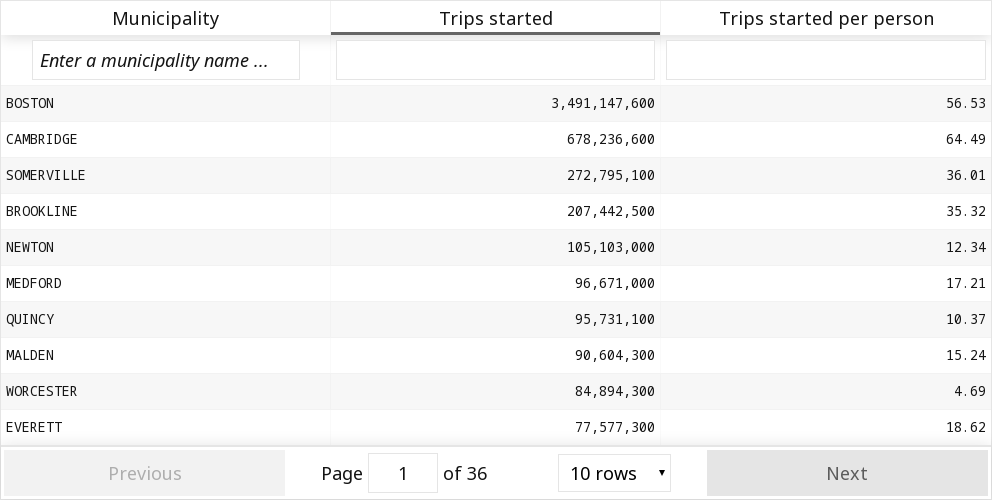 Municipality Trips started Trips started per person
Enter a municipality name ...
BOSTON 3,491,147,600 56.53
CAMBRIDGE 678,236,600 64.49
SOMERVILLE 272,795,100 36.01
BROOKLINE 207,442,500 35.32
NEWTON 105,103,000 12.34
MEDFORD 96,671,000 17.21
QUINCY 95,731,100 10.37
MALDEN 90,604,300 15.24
WORCESTER 84,894,300 4.69
EVERETT 77,577,300 18.62
Previous Page 1 of 36 10 rows Next